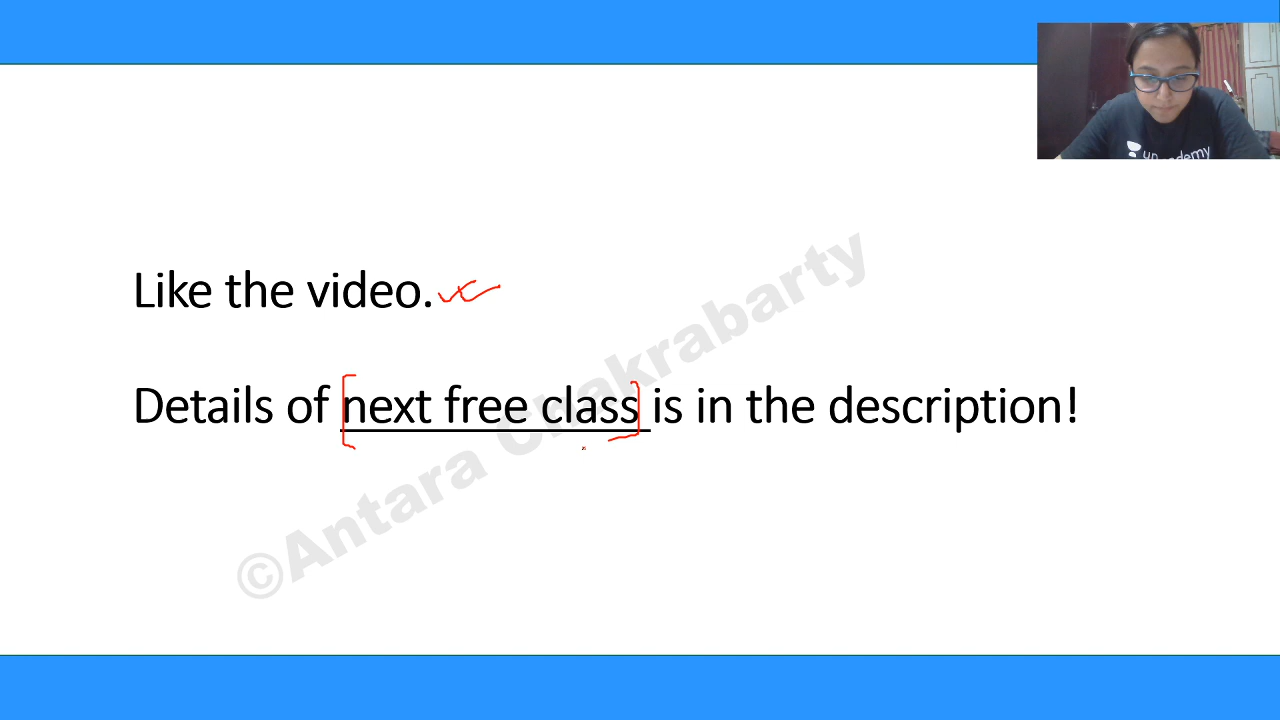 Like the video.
Details of next free class is in the description!
©Antara Chakrabarty